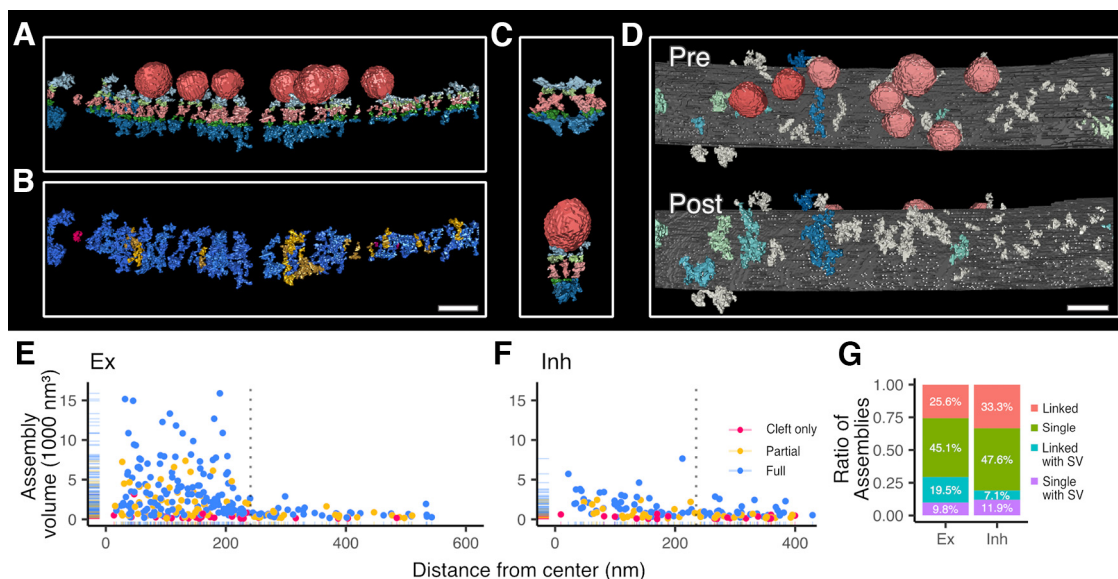 A
C
D
Pre
B
Post
E
Ex
F
Inh
G
Assembly
volume (1000 nm³)
15
10
5
0
0
200
400
600
15
10
5
0
0
200
400
Cleft only
Partial
Full
Distance from center (nm)
Ratio of
Assemblies
1.00
0.75
0.50
0.25
0.00
25.6%
33.3%
45.1%
47.6%
19.5%
7.1%
9.8%
11.9%
Ex
Inh
Linked
Single
Linked
with SV
Single
with SV